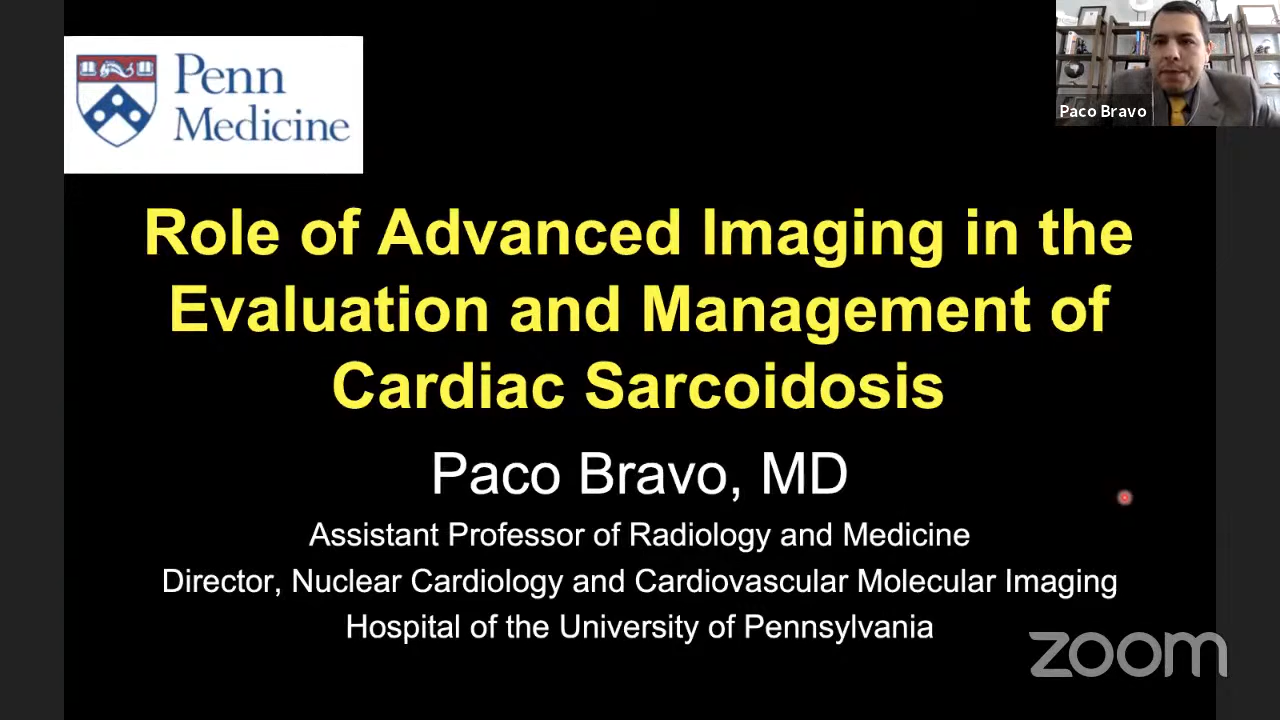 Penn
Medicine
Paco Bravo
Role of Advanced Imaging in the
Evaluation and Management of
Cardiac Sarcoidosis
Paco Bravo, MD
Assistant Professor of Radiology and Medicine
Director, Nuclear Cardiology and Cardiovascular Molecular Imaging
Hospital of the University of Pennsylvania
zoom